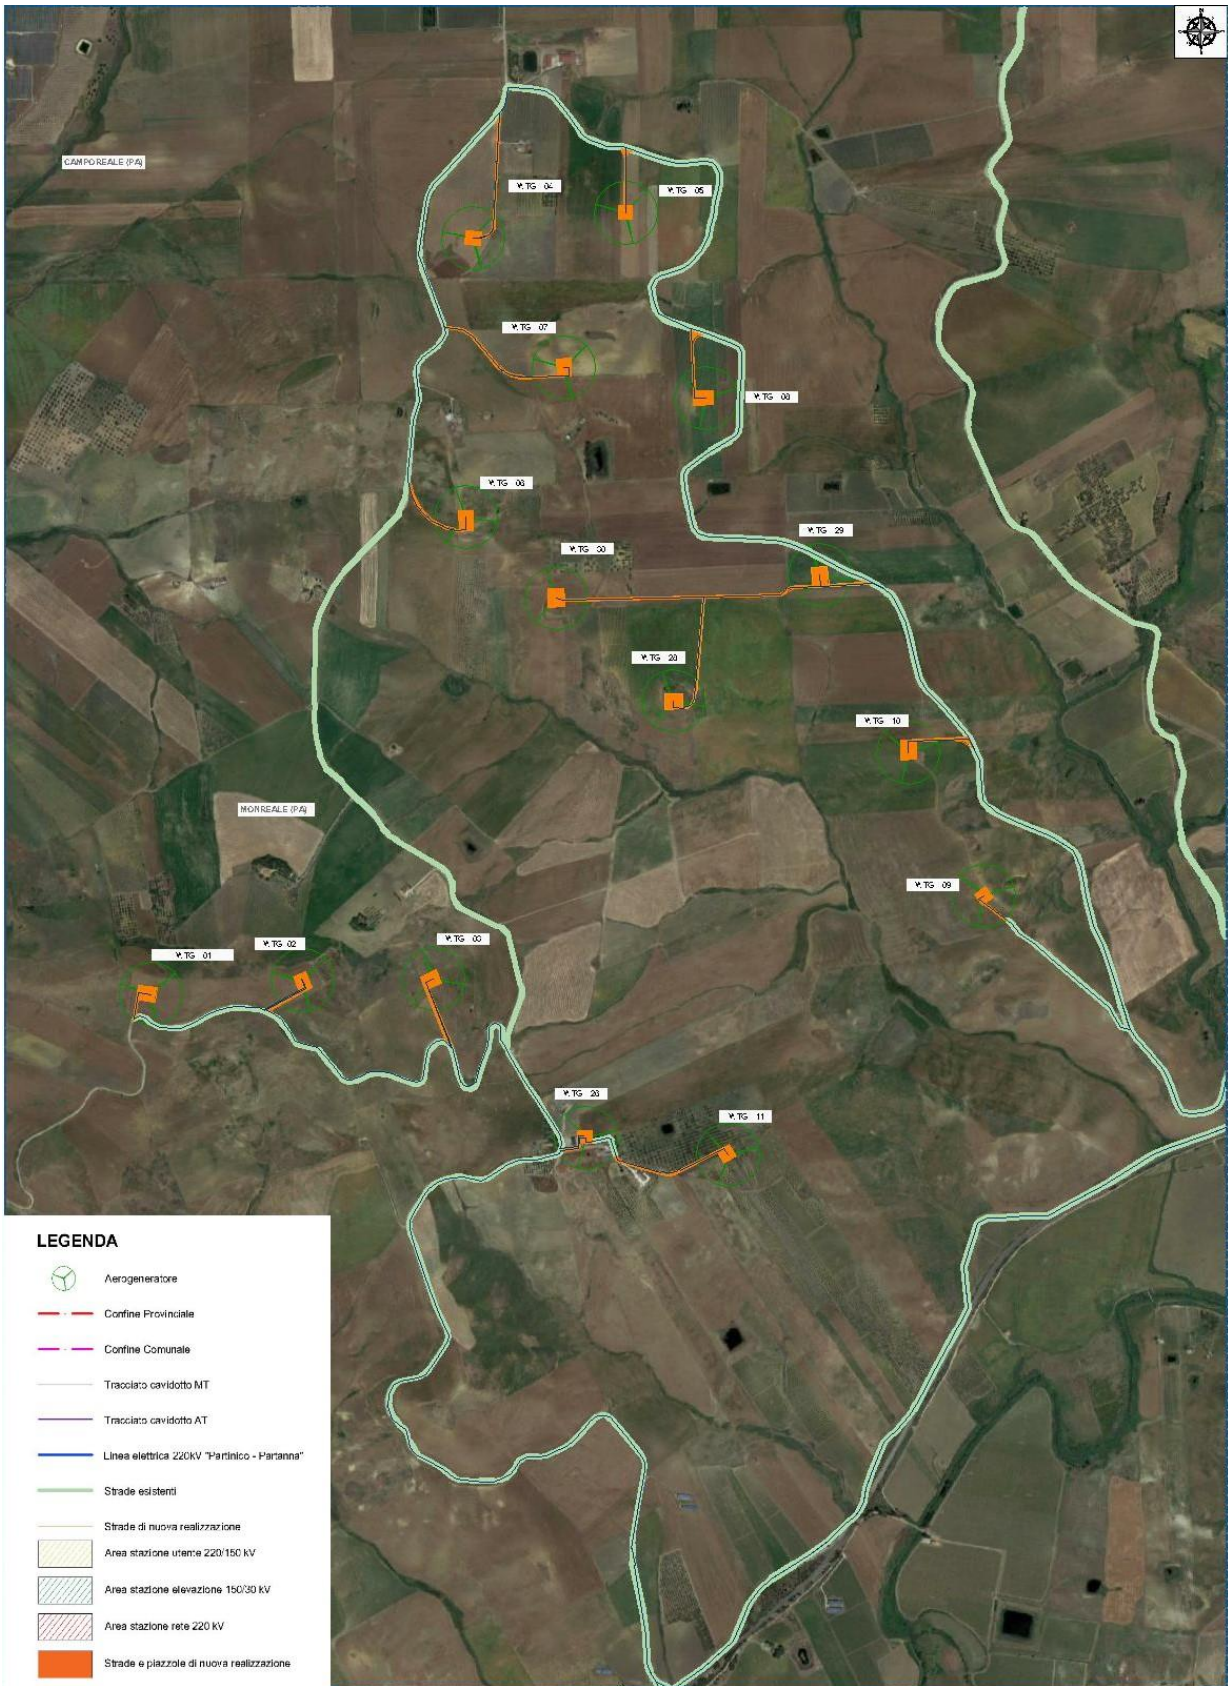 N
CAMPOREALE (PA)
W.TG 04
W.TG 05
W.TG 07
W.TG 08
W.TG 06
W.TG 29
W.TG 30
W.TG 28
W.TG 10
MONREALE (PA)
W.TG 09
W.TG 03
W.TG 02
W.TG 01
W.TG 26
W.TG 11
LEGENDA
Aerogeneratore
Confine Provinciale
Confine Comunale
Tracciato cavidotto MT
Tracciato cavidotto AT
Linea elettrica 220kV "Partinico - Partanna"
Strade esistenti
Strade di nuova realizzazione
Area stazione utente 220/150 kV
Area stazione elevazione 150/30 kV
Area stazione rete 220 kV
Strade e piazzole di nuova realizzazione